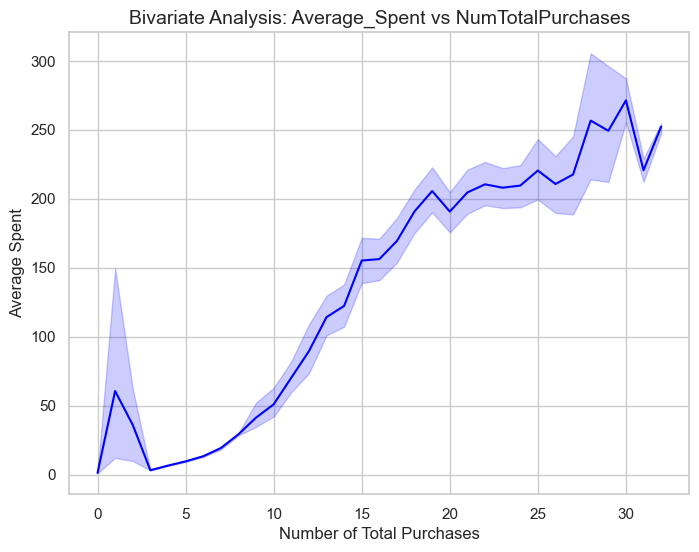 Bivariate Analysis: Average_Spent vs NumTotalPurchases
300
250
200
150
100
50
0
Average Spent
0 5 10 15 20 25 30
Number of Total Purchases